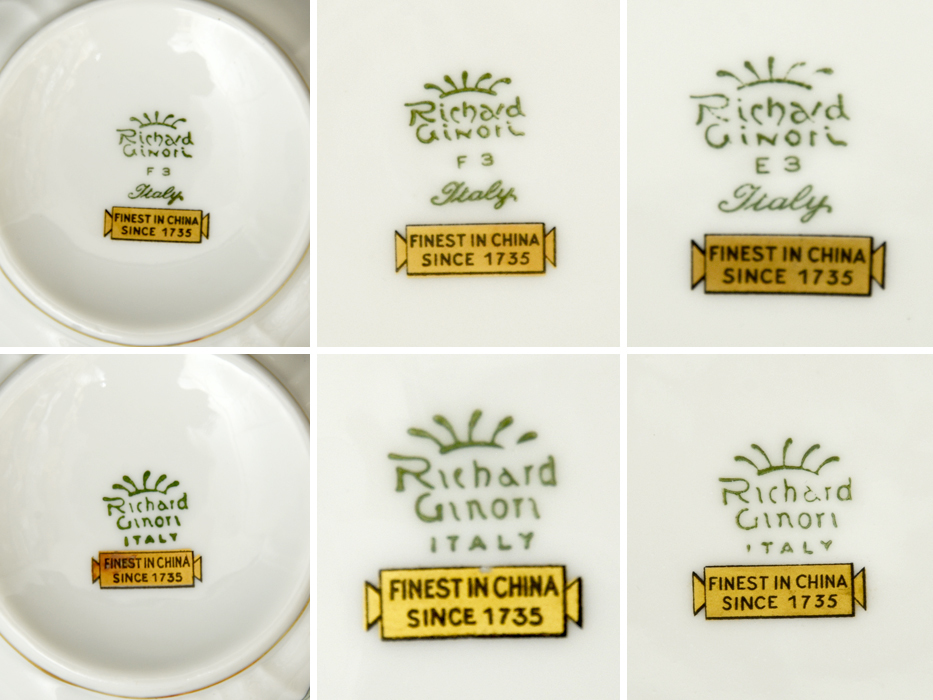 Richard
Ginori
F 3
Italy
FINEST IN CHINA
SINCE 1735
Richard
Ginori
F 3
Italy
FINEST IN CHINA
SINCE 1735
Richard
Ginori
E 3
Italy
FINEST IN CHINA
SINCE 1735
Richard
Ginori
ITALY
FINEST IN CHINA
SINCE 1735
Richard
Ginori
ITALY
FINEST IN CHINA
SINCE 1735
Richard
Ginori
ITALY
FINEST IN CHINA
SINCE 1735